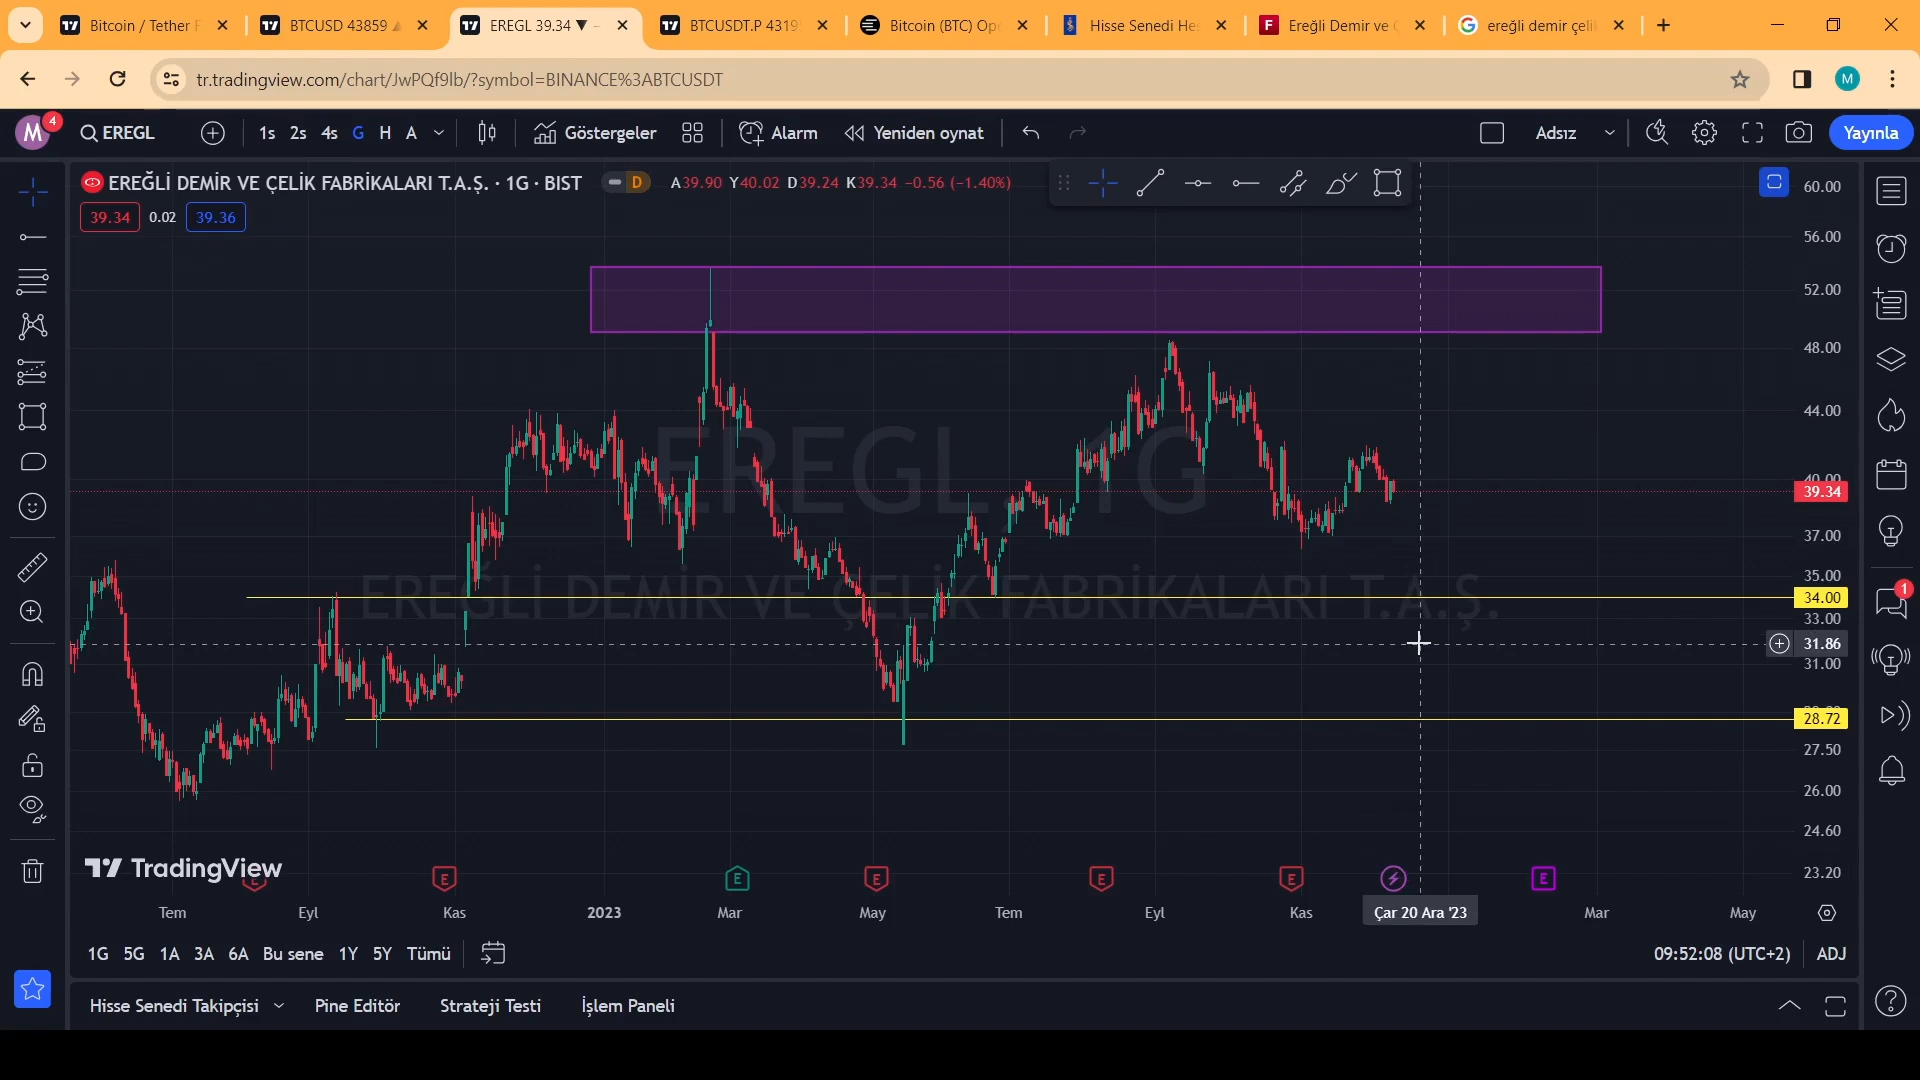 Bitcoin / Tether
BTCUSD 43859
EREGL 39.34 ▼
BTCUSDT.P 4319
Bitcoin (BTC) Op
Hisse Senedi He
Ereğli Demir ve Ç
ereğli demir çelik
tr.tradingview.com/chart/JwPQf9lb/?symbol=BINANCE%3ABTCUSDT
M
M 4
EREGL
1s 2s 4s G H A
Göstergeler
Alarm
Yeniden oynat
Adsız
Yayınla
EREĞLİ DEMİR VE ÇELİK FABRİKALARI T.A.Ş. · 1G · BIST
D
A39.90 Y40.02 D39.24 K39.34 −0.56 (−1.40%)
39.34 0.02 39.36
60.00
56.00
52.00
48.00
44.00
40.00
39.34
37.00
35.00
34.00
33.00
31.86
31.00
28.72
27.50
26.00
24.60
23.20
EREGL, 1G
EREĞLİ DEMİR VE ÇELİK FABRİKALARI T.A.Ş.
1
TradingView
E E E E E E E
Tem Eyl Kas 2023 Mar May Tem Eyl Kas Çar 20 Ara '23 Mar May
1G 5G 1A 3A 6A Bu sene 1Y 5Y Tümü
09:52:08 (UTC+2) ADJ
Hisse Senedi Takipçisi Pine Editör Strateji Testi İşlem Paneli